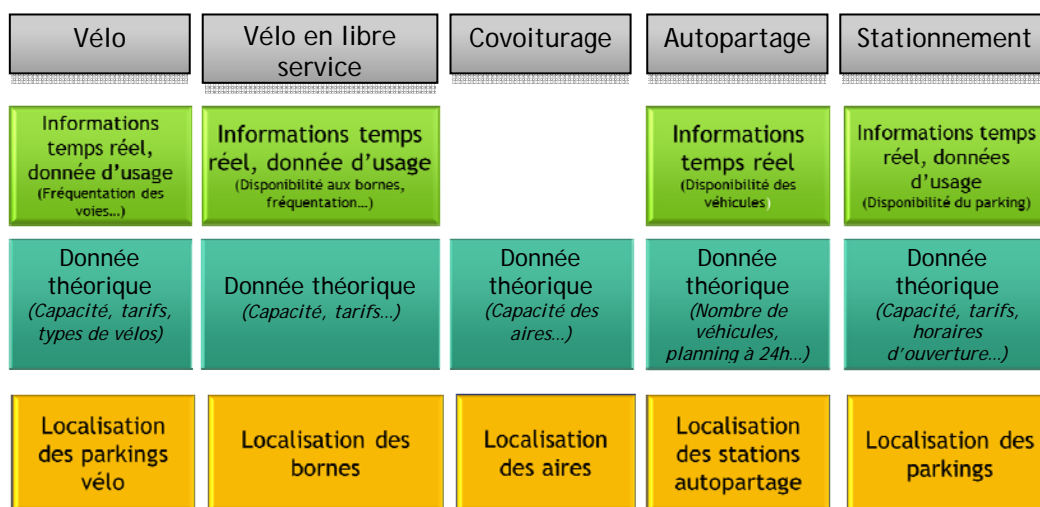 Vélo
Vélo en libre
service
Covoiturage
Autopartage
Stationnement
Informations
temps réel,
donnée d'usage
(Fréquentation des
voies...)
Informations temps
réel, donnée d'usage
(Disponibilité aux bornes,
fréquentation...)
Informations
temps réel
(Disponibilité des
véhicules)
Informations temps
réel, données
d'usage
(Disponibilité du parking)
Donnée
théorique
(Capacité, tarifs,
types de vélos)
Donnée théorique
(Capacité, tarifs...)
Donnée
théorique
(Capacité des
aires...)
Donnée
théorique
(Nombre de
véhicules,
planning à 24h...)
Donnée
théorique
(Capacité, tarifs,
horaires
d'ouverture...)
Localisation
des parkings
vélo
Localisation des
bornes
Localisation
des aires
Localisation
des stations
autopartage
Localisation des
parkings